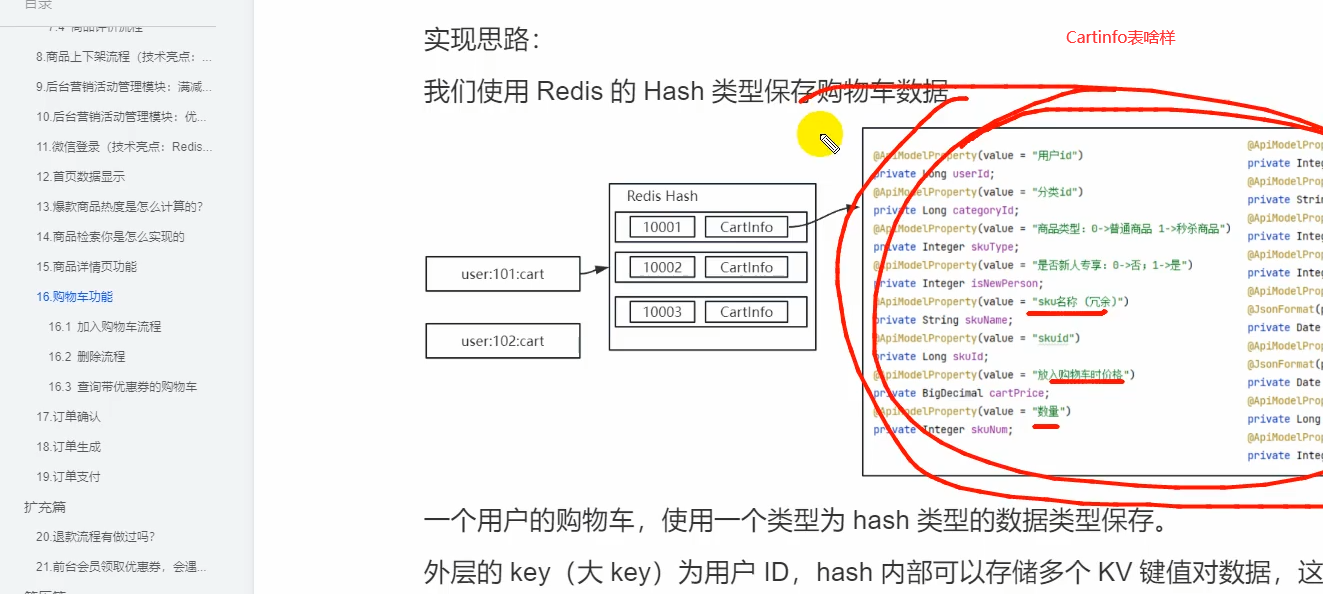 目录
7.4 商品评价流程
8.商品上下架流程（技术亮点：...
9.后台营销活动管理模块：满减...
10.后台营销活动管理模块：优...
11.微信登录（技术亮点：Redis...
12.首页数据显示
13.爆款商品热度是怎么计算的?
14.商品检索你是怎么实现的
15.商品详情页功能
16.购物车功能
16.1 加入购物车流程
16.2 删除流程
16.3 查询带优惠券的购物车
17.订单确认
18.订单生成
19.订单支付
扩充篇
20.退款流程有做过吗?
21.前台会员领取优惠券，会遇...
实现思路：
Cartinfo表啥样
我们使用 Redis 的 Hash 类型保存购物车数据
user:101:cart
user:102:cart
Redis Hash
10001 CartInfo
10002 CartInfo
10003 CartInfo
@ApiModelProperty(value = "用户id")
private Long userId;
@ApiModelProperty(value = "分类id")
private Long categoryId;
@ApiModelProperty(value = "商品类型：0->普通商品 1->秒杀商品")
private Integer skuType;
@ApiModelProperty(value = "是否新人专享：0->否；1->是")
private Integer isNewPerson;
@ApiModelProperty(value = "sku名称（冗余）")
private String skuName;
@ApiModelProperty(value = "skuid")
private Long skuId;
@ApiModelProperty(value = "放入购物车时价格")
private BigDecimal cartPrice;
@ApiModelProperty(value = "数量")
private Integer skuNum;
@ApiModelProp
private Integ
@ApiModelProp
private Strin
@ApiModelProp
private Integ
@ApiModelProp
private Integ
@ApiModelProp
@JsonFormat(p
private Date
@ApiModelProp
@JsonFormat(p
private Date
@ApiModelProp
private Long
@ApiModelProp
private Integ
一个用户的购物车，使用一个类型为 hash 类型的数据类型保存。
外层的 key（大 key）为用户 ID，hash 内部可以存储多个 KV 键值对数据，这